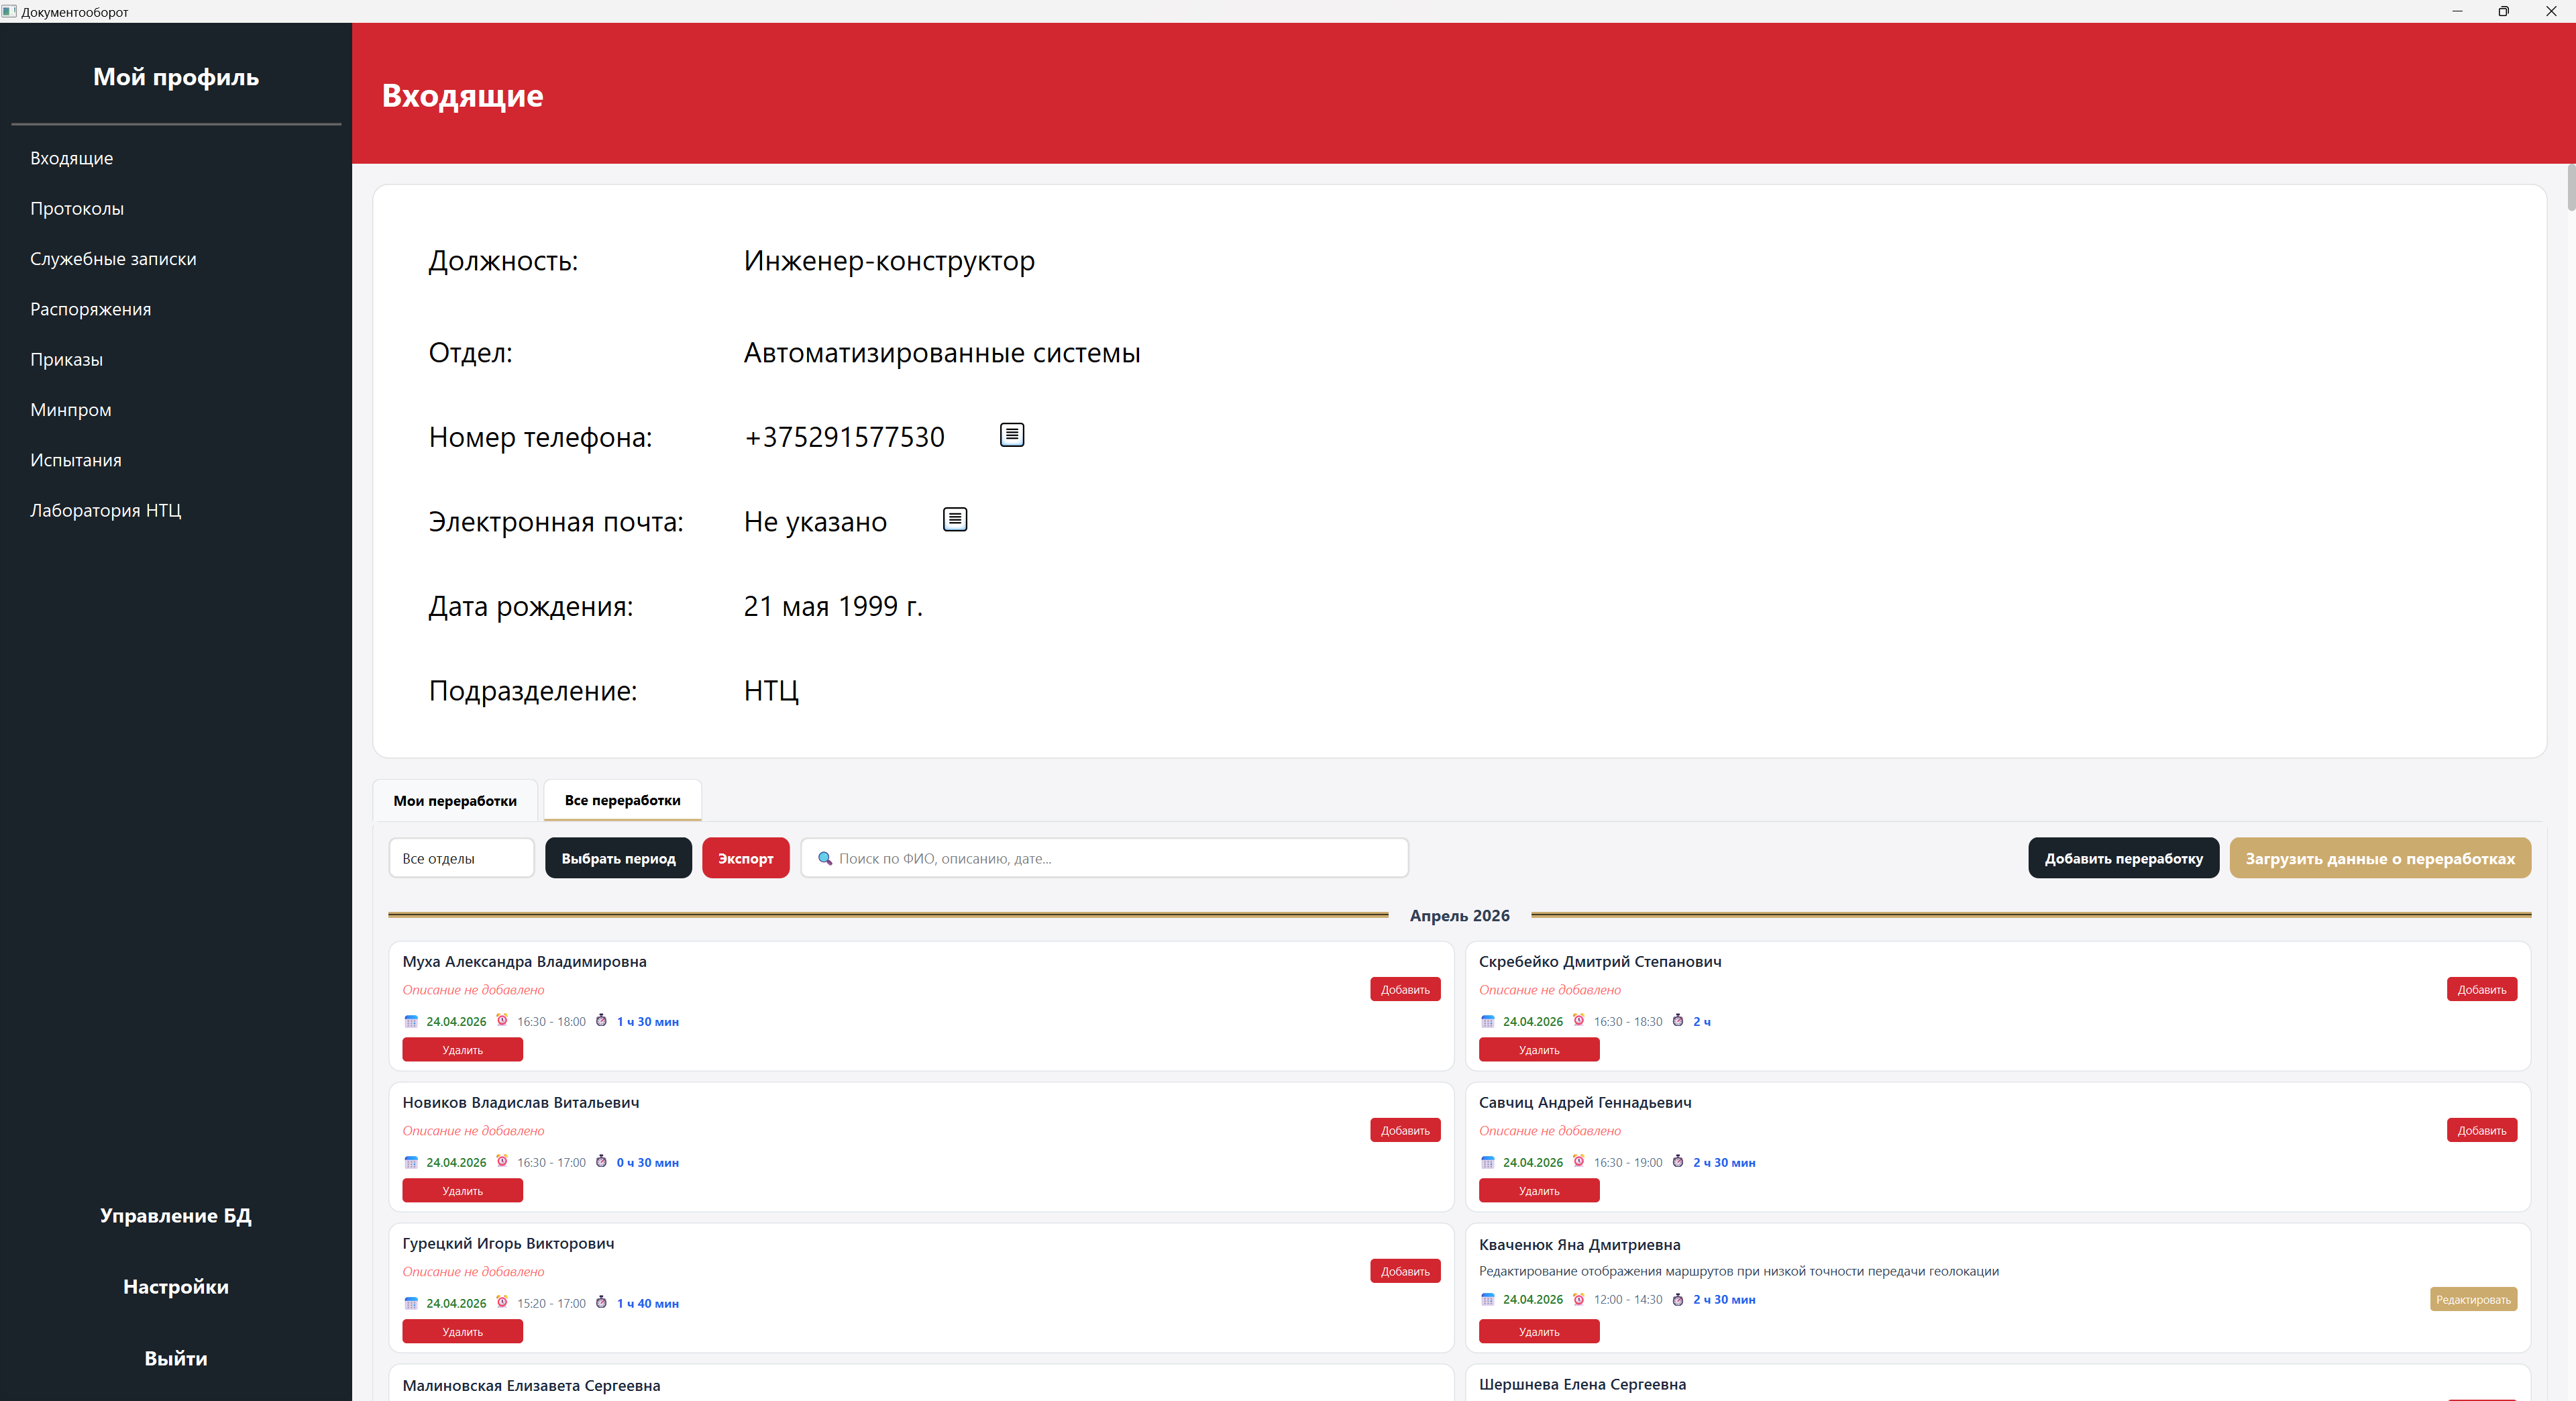 Документооборот
Мой профиль
Входящие
Протоколы
Служебные записки
Распоряжения
Приказы
Минпром
Испытания
Лаборатория НТЦ
Управление БД
Настройки
Выйти
Входящие
Должность: Инженер-конструктор
Отдел: Автоматизированные системы
Номер телефона: +375291577530
Электронная почта: Не указано
Дата рождения: 21 мая 1999 г.
Подразделение: НТЦ
Мои переработки Все переработки
Все отделы Выбрать период Экспорт Поиск по ФИО, описанию, дате... Добавить переработку Загрузить данные о переработках
Апрель 2026
Муха Александра Владимировна
Описание не добавлено Добавить
24.04.2026 16:30 - 18:00 1 ч 30 мин
Удалить
Скребейко Дмитрий Степанович
Описание не добавлено Добавить
24.04.2026 16:30 - 18:30 2 ч
Удалить
Новиков Владислав Витальевич
Описание не добавлено Добавить
24.04.2026 16:30 - 17:00 0 ч 30 мин
Удалить
Савчиц Андрей Геннадьевич
Описание не добавлено Добавить
24.04.2026 16:30 - 19:00 2 ч 30 мин
Удалить
Гурецкий Игорь Викторович
Описание не добавлено Добавить
24.04.2026 15:20 - 17:00 1 ч 40 мин
Удалить
Кваченюк Яна Дмитриевна
Редактирование отображения маршрутов при низкой точности передачи геолокации
24.04.2026 12:00 - 14:30 2 ч 30 мин Редактировать
Удалить
Малиновская Елизавета Сергеевна
Шершнева Елена Сергеевна